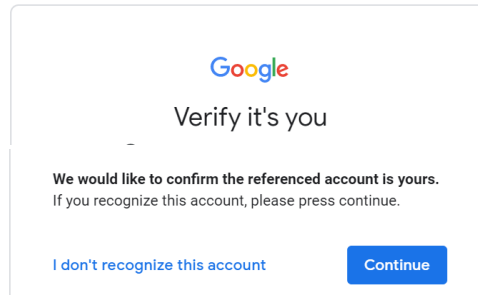 Google
Verify it's you
We would like to confirm the referenced account is yours.
If you recognize this account, please press continue.
I don't recognize this account
Continue